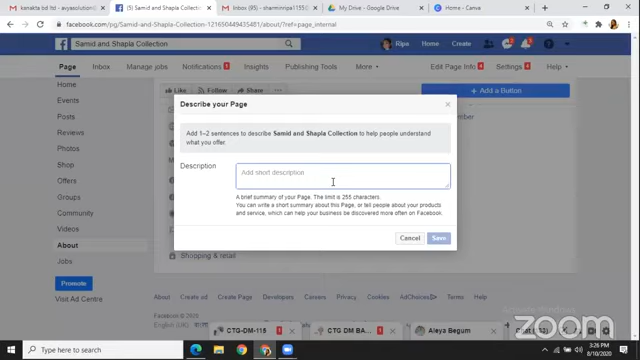 kenakta bd ltd - avyasolution@
(5) Samid and Shapla Collection
Inbox (95) - sharminripa1155@
My Drive - Google Drive
Home - Canva
facebook.com/pg/Samid-and-Shapla-Collection-121650449435481/about/?ref=page_internal
Samid and Shapla Collection
Ripa Home Create
Page Inbox Manage jobs Notifications Insights Publishing Tools More Edit Page Info Settings Help
Home
Like Follow Share
+ Add a Button
Events
Posts
Reviews
Photos
Shop
Offers
Groups
Community
Videos
About
Jobs
Promote
Visit Ad Centre
Describe your Page
Add 1–2 sentences to describe Samid and Shapla Collection to help people understand
what you offer.
Description
Add short description
A brief summary of your Page. The limit is 255 characters.
You can write a short summary about this Page, or tell people about your products
and service, which can help your business be discovered more often on Facebook.
Cancel Save
Shopping & retail
About Create Ad Create Page Developers Careers Privacy Cookies AdChoices Terms Help
Facebook © 2020
English (UK)
CTG-DM-115
CTG DM BA...
Aleya Begum
zoom
Type here to search
3:26 PM
8/10/2020